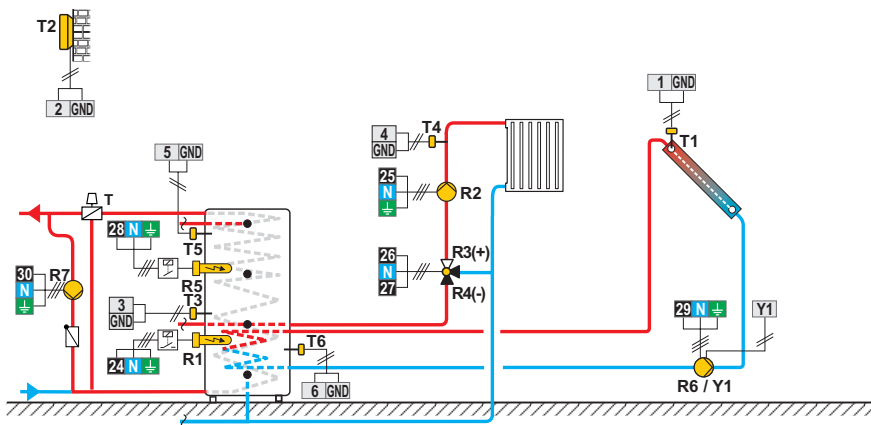 T2
2 GND
1 GND
T1
4
GND
T4
5 GND
25
N
R2
T
28 N
T5
R5
26
N
27
R3(+)
R4(-)
30
N
R7
3
GND
T3
29 N
Y1
24 N
R1
T6
6 GND
R6 / Y1